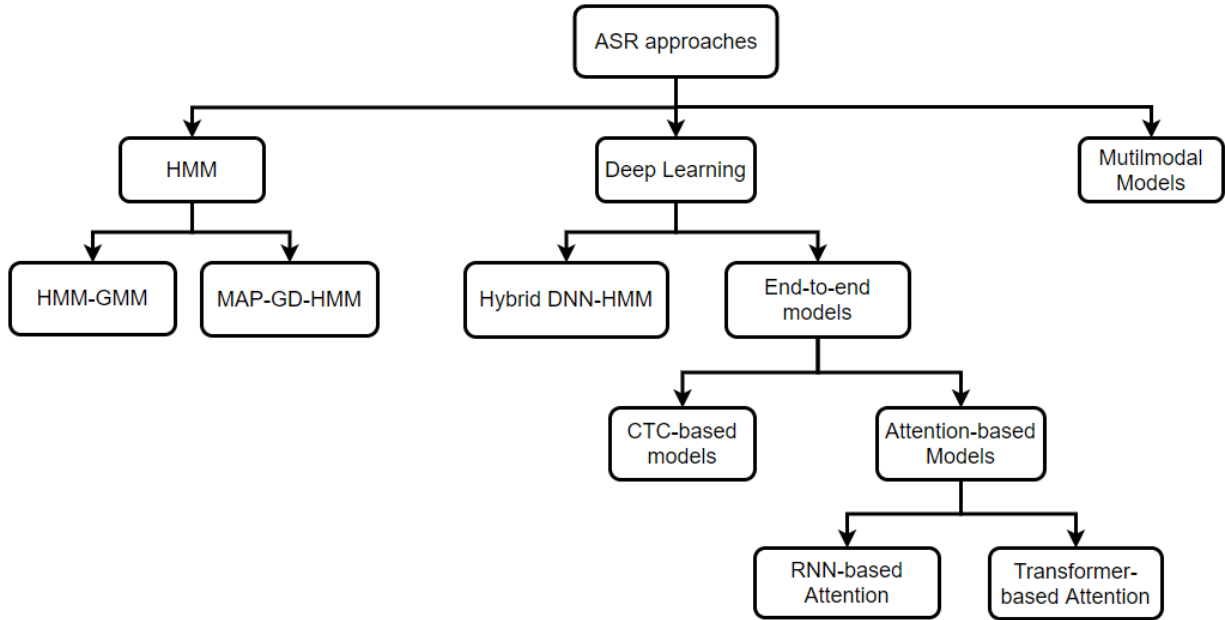 ASR approaches
HMM
Deep Learning
Mutilmodal
Models
HMM-GMM
MAP-GD-HMM
Hybrid DNN-HMM
End-to-end
models
CTC-based
models
Attention-based
Models
RNN-based
Attention
Transformer-
based Attention